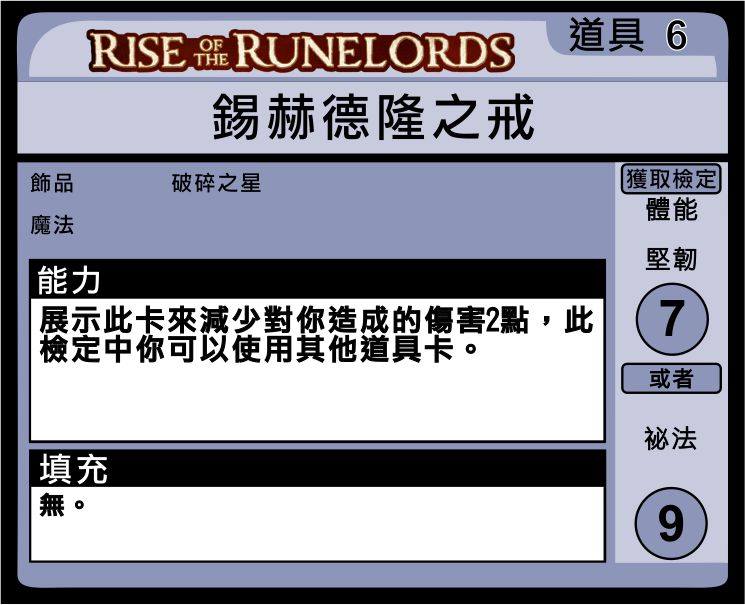 RISE OF THE RUNELORDS
道具 6
錫赫德隆之戒
飾品 破碎之星
魔法
獲取檢定
體能
堅韌
7
或者
祕法
9
能力
展示此卡來減少對你造成的傷害2點，此
檢定中你可以使用其他道具卡。
填充
無。